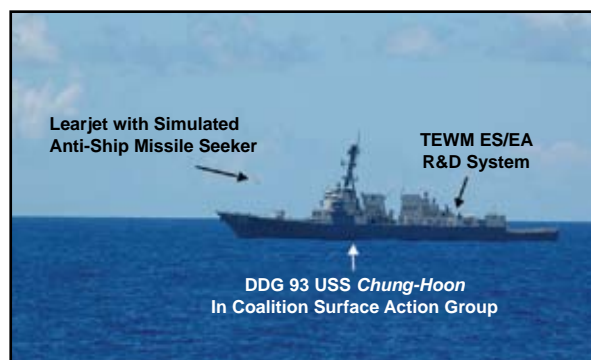 Learjet with Simulated
Anti-Ship Missile Seeker
TEWM ES/EA
R&D System
DDG 93 USS Chung-Hoon
In Coalition Surface Action Group